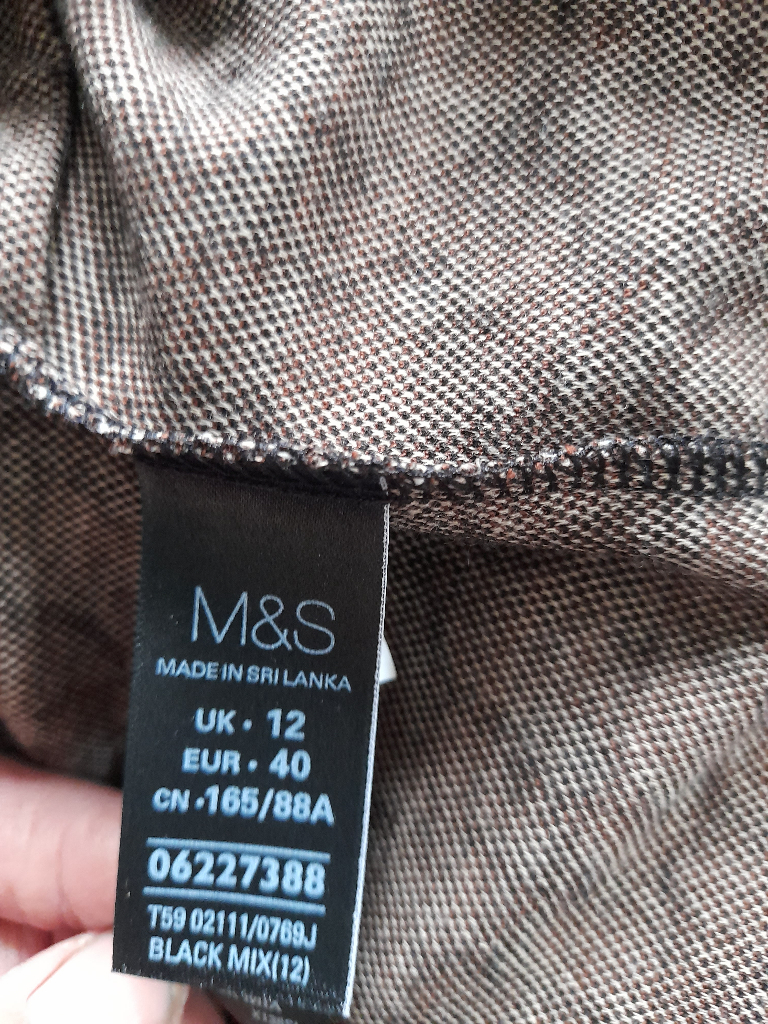 M&S
MADE IN SRI LANKA
UK • 12
EUR • 40
CN •165/88A
06227388
T59 02111/0769J
BLACK MIX(12)